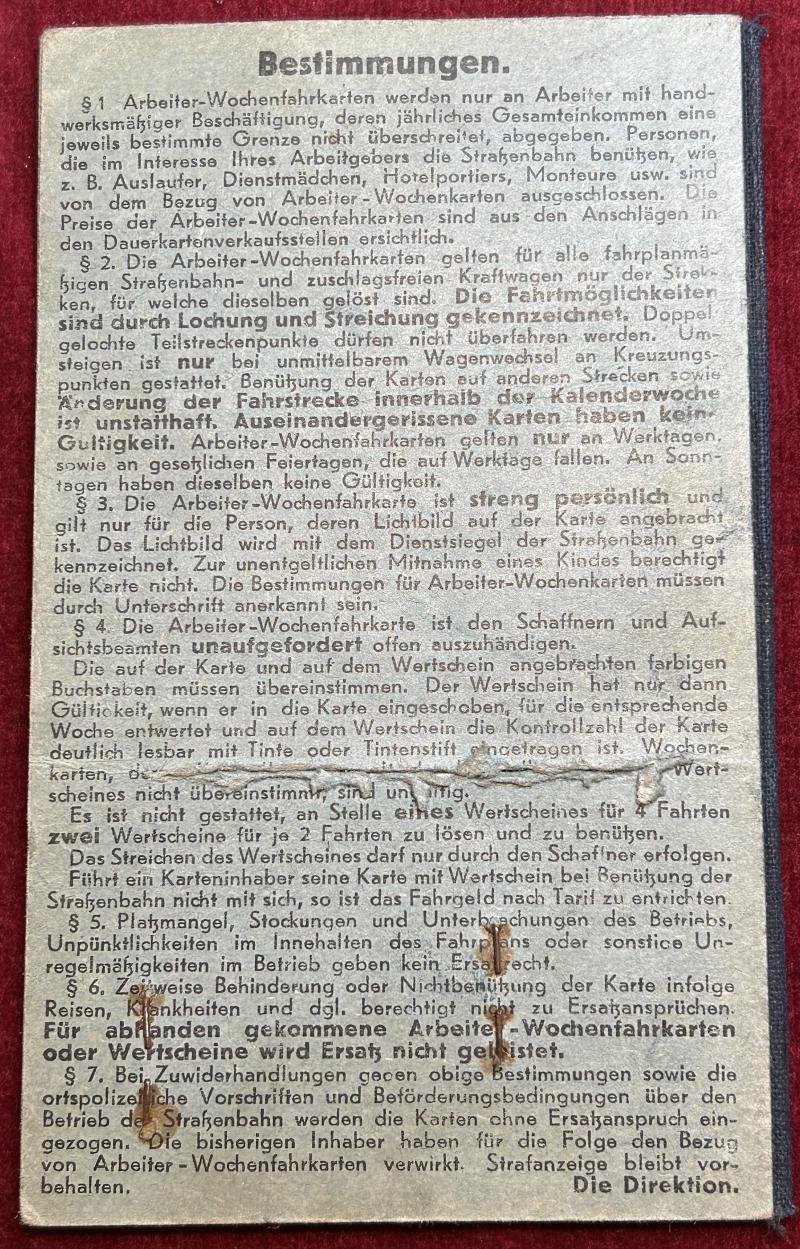 Bestimmungen.
§ 1 Arbeiter-Wochenfahrkarten werden nur an Arbeiter mit hand-
werksmäßiger Beschäftigung, deren jährliches Gesamteinkommen eine
jeweils bestimmte Grenze nicht überschreitet, abgegeben. Personen,
die im Interesse Ihres Arbeitgebers die Straßenbahn benützen, wie
z. B. Auslaufer, Dienstmädchen, Hotelportiers, Monteure usw. sind
von dem Bezug von Arbeiter-Wochenkarten ausgeschlossen. Die
Preise der Arbeiter-Wochenfahrkarten sind aus den Anschlägen in
den Dauerkartenverkaufsstellen ersichtlich.
§ 2. Die Arbeiter-Wochenfahrkarten gelten für alle fahrplanmä-
ßigen Straßenbahn- und zuschlagsfreien Kraftwagen nur der Strek-
ken, für welche dieselben gelöst sind. Die Fahrtmöglichkeiten
sind durch Lochung und Streichung gekennzeichnet. Doppel
gelochte Teilstreckenpunkte dürfen nicht überfahren werden. Um-
steigen ist nur bei unmittelbarem Wagenwechsel an Kreuzungs-
punkten gestattet. Benützung der Karten auf anderen Strecken sowie
Änderung der Fahrstrecke innerhalb der Kalenderwoche
ist unstatthaft. Auseinandergerissene Karten haben kein-
Gültigkeit. Arbeiter-Wochenfahrkarten gelten nur an Werktagen,
sowie an gesetzlichen Feiertagen, die auf Werktage fallen. An Sonn-
tagen haben dieselben keine Gültigkeit.
§ 3. Die Arbeiter-Wochenfahrkarte ist streng persönlich und
gilt nur für die Person, deren Lichtbild auf der Karte angebracht
ist. Das Lichtbild wird mit dem Dienstsiegel der Straßenbahn ge-
kennzeichnet. Zur unentgeltlichen Mitnahme eines Kindes berechtigt
die Karte nicht. Die Bestimmungen für Arbeiter-Wochenkarten müssen
durch Unterschrift anerkannt sein.
§ 4. Die Arbeiter-Wochenfahrkarte ist den Schaffnern und Auf-
sichtsbeamten unaufgefordert offen auszuhändigen.
Die auf der Karte und auf dem Wertschein angebrachten farbigen
Buchstaben müssen übereinstimmen. Der Wertschein hat nur dann
Gültigkeit, wenn er in die Karte eingeschoben, für die entsprechende
Woche entwertet und auf dem Wertschein die Kontrollzahl der Karte
deutlich lesbar mit Tinte oder Tintenstift eingetragen ist. Wochen-
karten, Wert-
scheines nicht übereinstimmt, sind ungültig.
Es ist nicht gestattet, an Stelle eines Wertscheines für 4 Fahrten
zwei Wertscheine für je 2 Fahrten zu lösen und zu benützen.
Das Streichen des Wertscheines darf nur durch den Schaffner erfolgen.
Führt ein Karteninhaber seine Karte mit Wertschein bei Benützung der
Straßenbahn nicht mit sich, so ist das Fahrgeld nach Tarif zu entrichten.
§ 5. Platzmangel, Stockungen und Unterbrechungen des Betriebs,
Unpünktlichkeiten im Innehalten des Fahrplans oder sonstige Un-
regelmäßigkeiten im Betrieb geben kein Ersatzrecht.
§ 6. Zeitweise Behinderung oder Nichtbenützung der Karte infolge
Reisen, Krankheiten und dgl. berechtigt nicht zu Ersatzansprüchen.
Für abhanden gekommene Arbeiter-Wochenfahrkarten
oder Wertscheine wird Ersatz nicht geleistet.
§ 7. Bei Zuwiderhandlungen gegen obige Bestimmungen sowie die
ortspolizeiliche Vorschriften und Beförderungsbedingungen über den
Betrieb der Straßenbahn werden die Karten ohne Ersatzanspruch ein-
gezogen. Die bisherigen Inhaber haben für die Folge den Bezug
von Arbeiter-Wochenfahrkarten verwirkt. Strafanzeige bleibt vor-
behalten. Die Direktion.